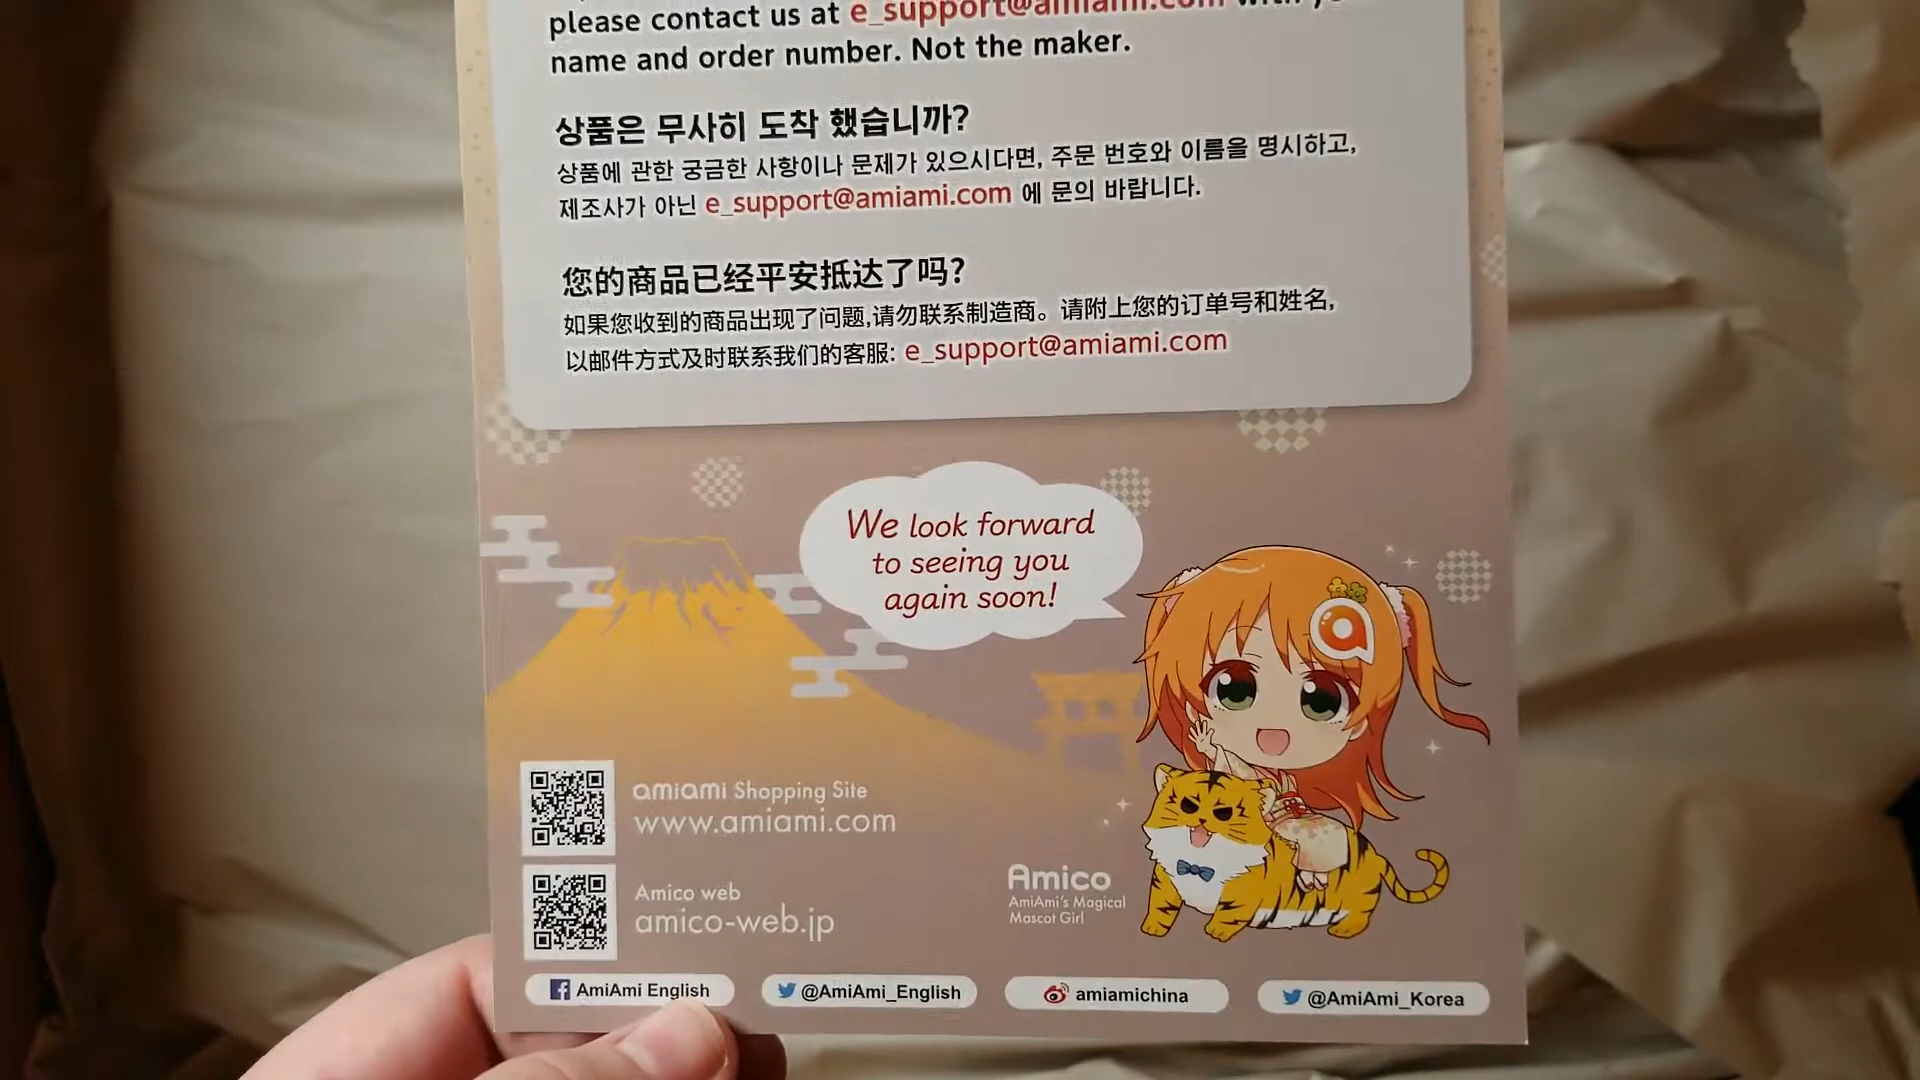 please contact us at e_support@amiami.com with
name and order number. Not the maker.
상품은 무사히 도착 했습니까?
상품에 관한 궁금한 사항이나 문제가 있으시다면, 주문 번호와 이름을 명시하고,
제조사가 아닌 e_support@amiami.com 에 문의 바랍니다.
您的商品已经平安抵达了吗?
如果您收到的商品出现了问题,请勿联系制造商。请附上您的订单号和姓名,
以邮件方式及时联系我们的客服: e_support@amiami.com
We look forward
to seeing you
again soon!
amiami Shopping Site
www.amiami.com
Amico web
amico-web.jp
Amico
AmiAmi's Magical
Mascot Girl
AmiAmi English
@AmiAmi_English
amiamichina
@AmiAmi_Korea